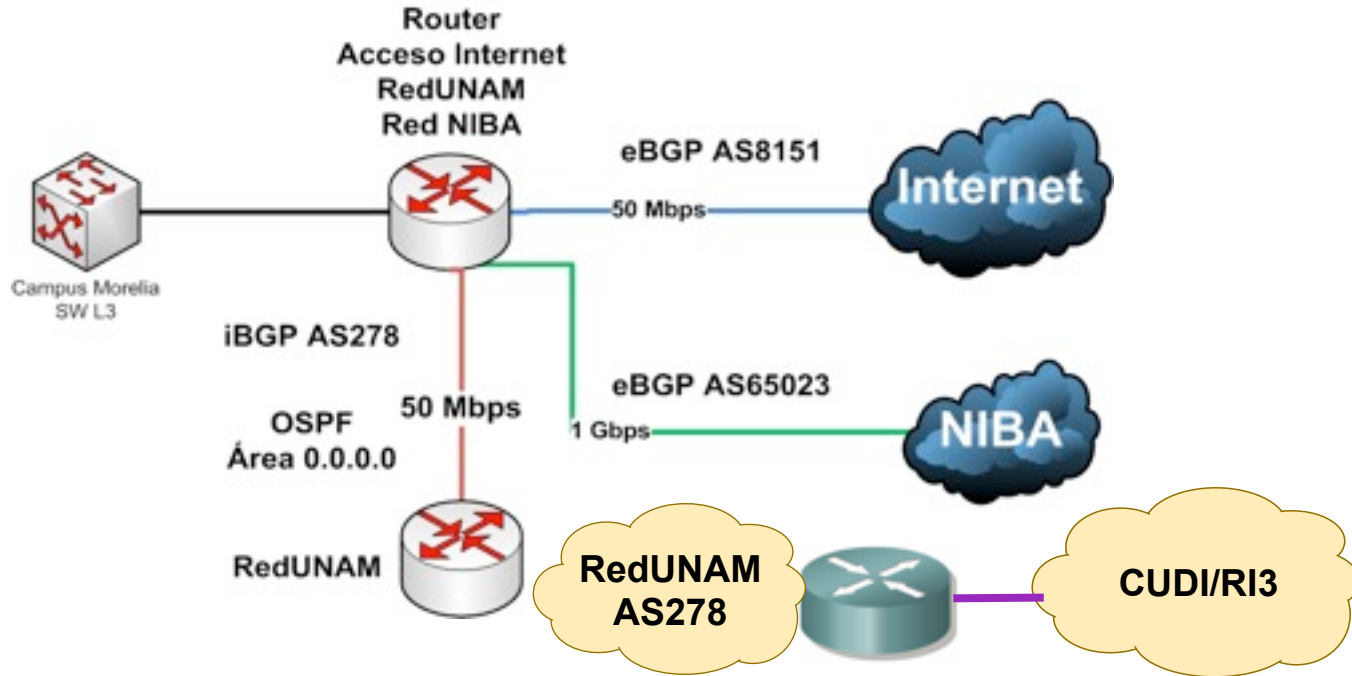 Router
Acceso Internet
RedUNAM
Red NIBA
eBGP AS8151
Internet
50 Mbps
Campus Morelia
SW L3
iBGP AS278
eBGP AS65023
50 Mbps
OSPF
Área 0.0.0.0
1 Gbps
NIBA
RedUNAM
RedUNAM
AS278
CUDI/RI3